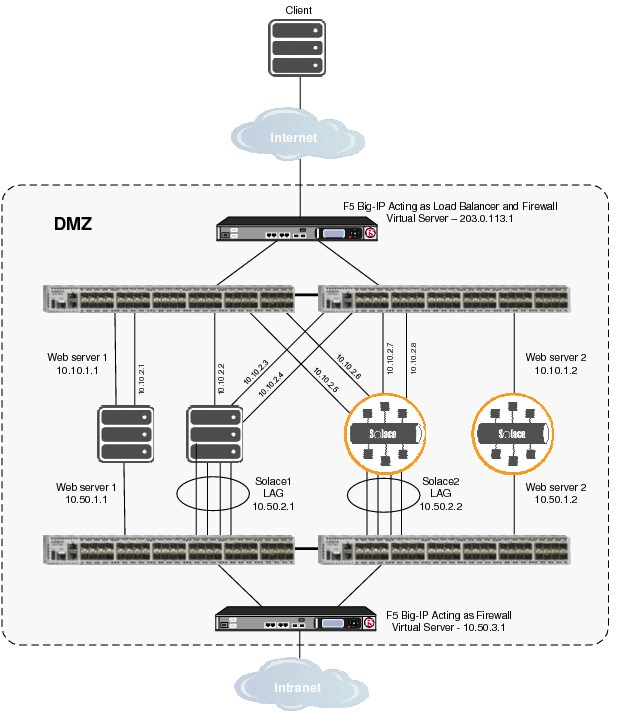 Client
Internet
F5 Big-IP Acting as Load Balancer and Firewall
Virtual Server – 203.0.113.1
DMZ
Web server 1
10.10.1.1
10.10.2.1
10.10.2.2
10.10.2.3
10.10.2.4
10.10.2.5
10.10.2.6
10.10.2.7
10.10.2.8
Web server 2
10.10.1.2
Solace
Solace
Web server 1
10.50.1.1
Solace1
LAG
10.50.2.1
Solace2
LAG
10.50.2.2
Web server 2
10.50.1.2
F5 Big-IP Acting as Firewall
Virtual Server - 10.50.3.1
Intranet